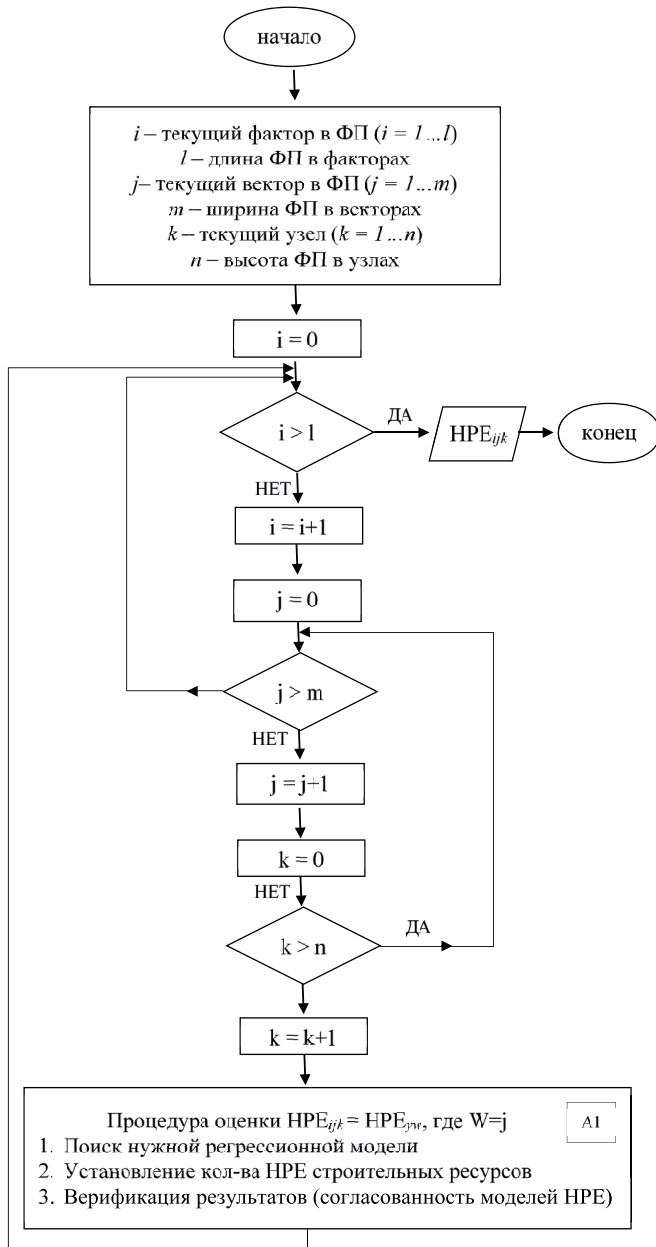 начало
i – текущий фактор в ФП (i = 1...l)
l – длина ФП в факторах
j – текущий вектор в ФП (j = 1...m)
m – ширина ФП в векторах
k – текущий узел (k = 1...n)
n – высота ФП в узлах
i = 0
i > l
ДА
НРЕijk
конец
НЕТ
i = i+1
j = 0
j > m
НЕТ
j = j+1
k = 0
НЕТ
k > n
ДА
k = k+1
Процедура оценки НРЕijk = НРЕyw, где W=j
А1
1. Поиск нужной регрессионной модели
2. Установление кол-ва НРЕ строительных ресурсов
3. Верификация результатов (согласованность моделей НРЕ)